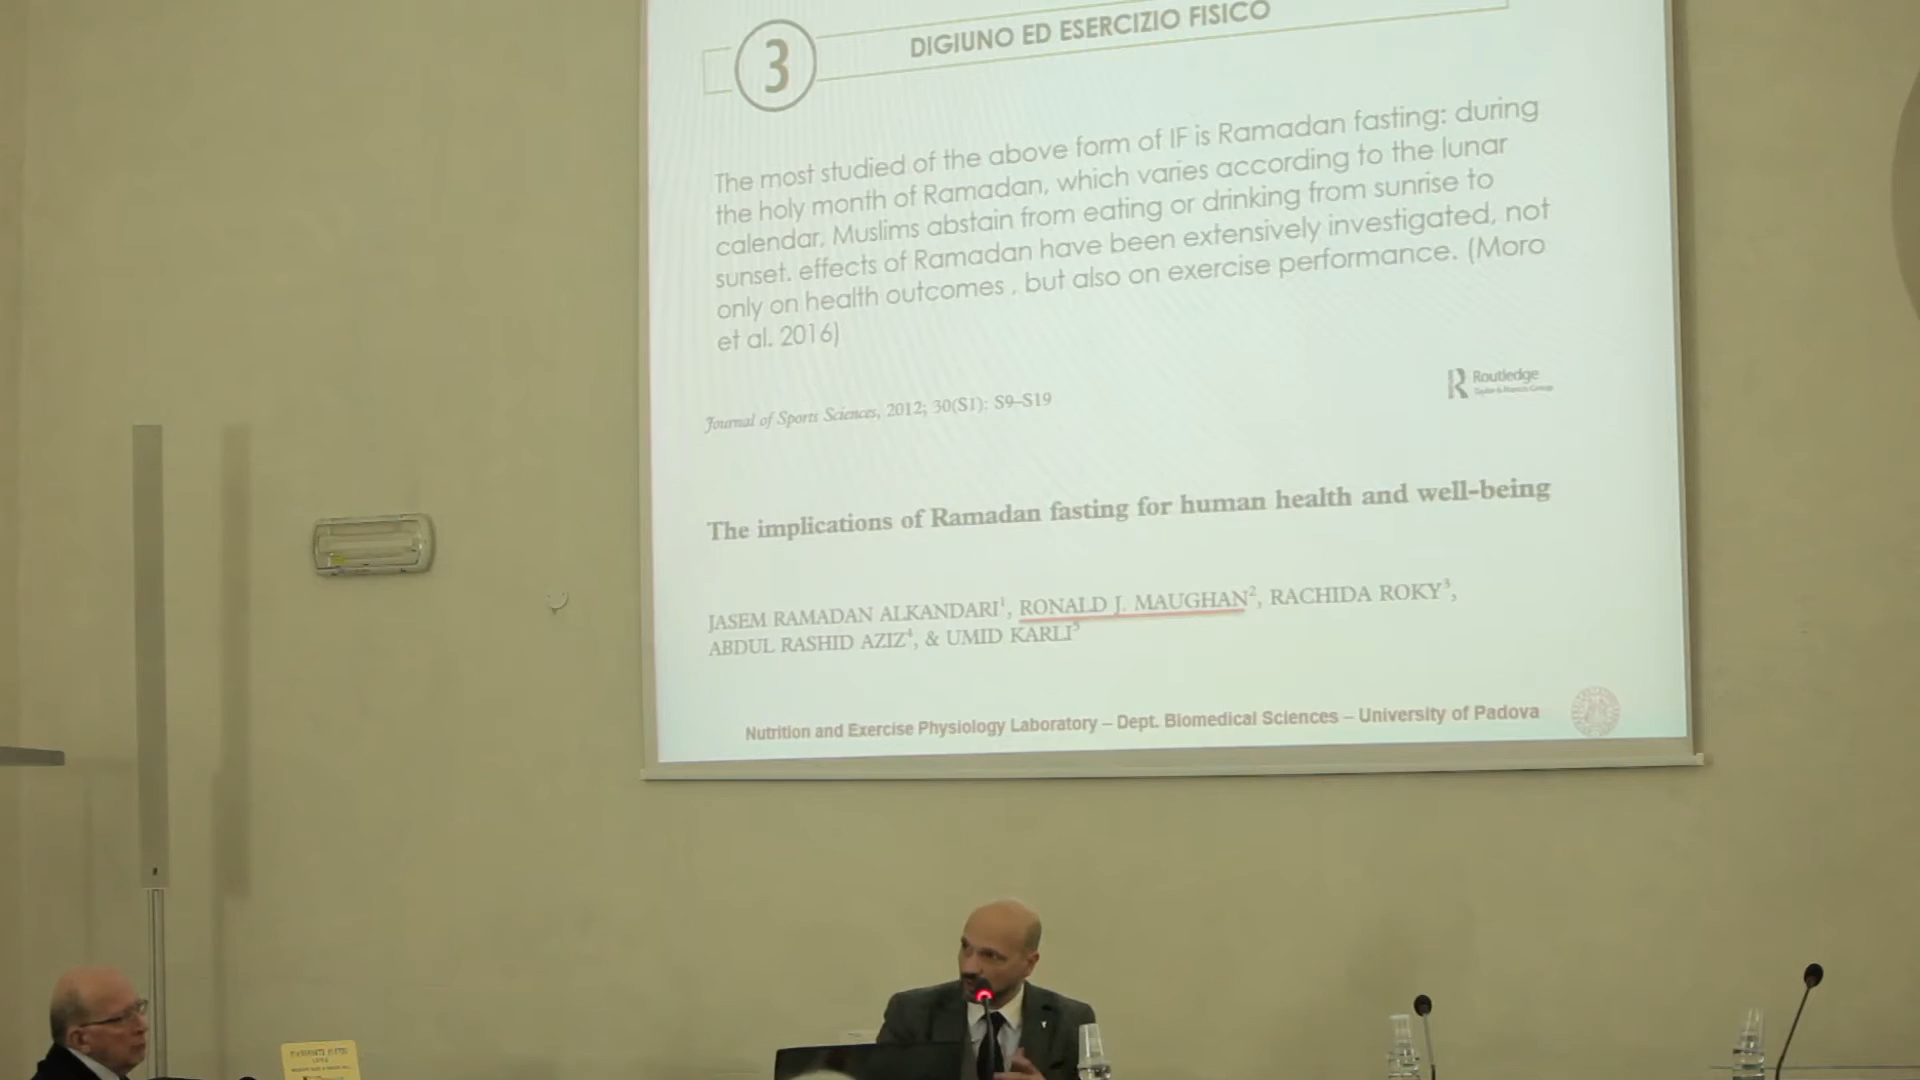 3
DIGIUNO ED ESERCIZIO FISICO
The most studied of the above form of IF is Ramadan fasting: during
the holy month of Ramadan, which varies according to the lunar
calendar, Muslims abstain from eating or drinking from sunrise to
sunset. effects of Ramadan have been extensively investigated, not
only on health outcomes , but also on exercise performance. (Moro
et al. 2016)
Routledge
Taylor & Francis Group
Journal of Sports Sciences, 2012; 30(S1): S9–S19
The implications of Ramadan fasting for human health and well-being
JASEM RAMADAN ALKANDARI¹, RONALD J. MAUGHAN², RACHIDA ROKY³,
ABDUL RASHID AZIZ⁴, & UMID KARLI⁵
Nutrition and Exercise Physiology Laboratory – Dept. Biomedical Sciences – University of Padova